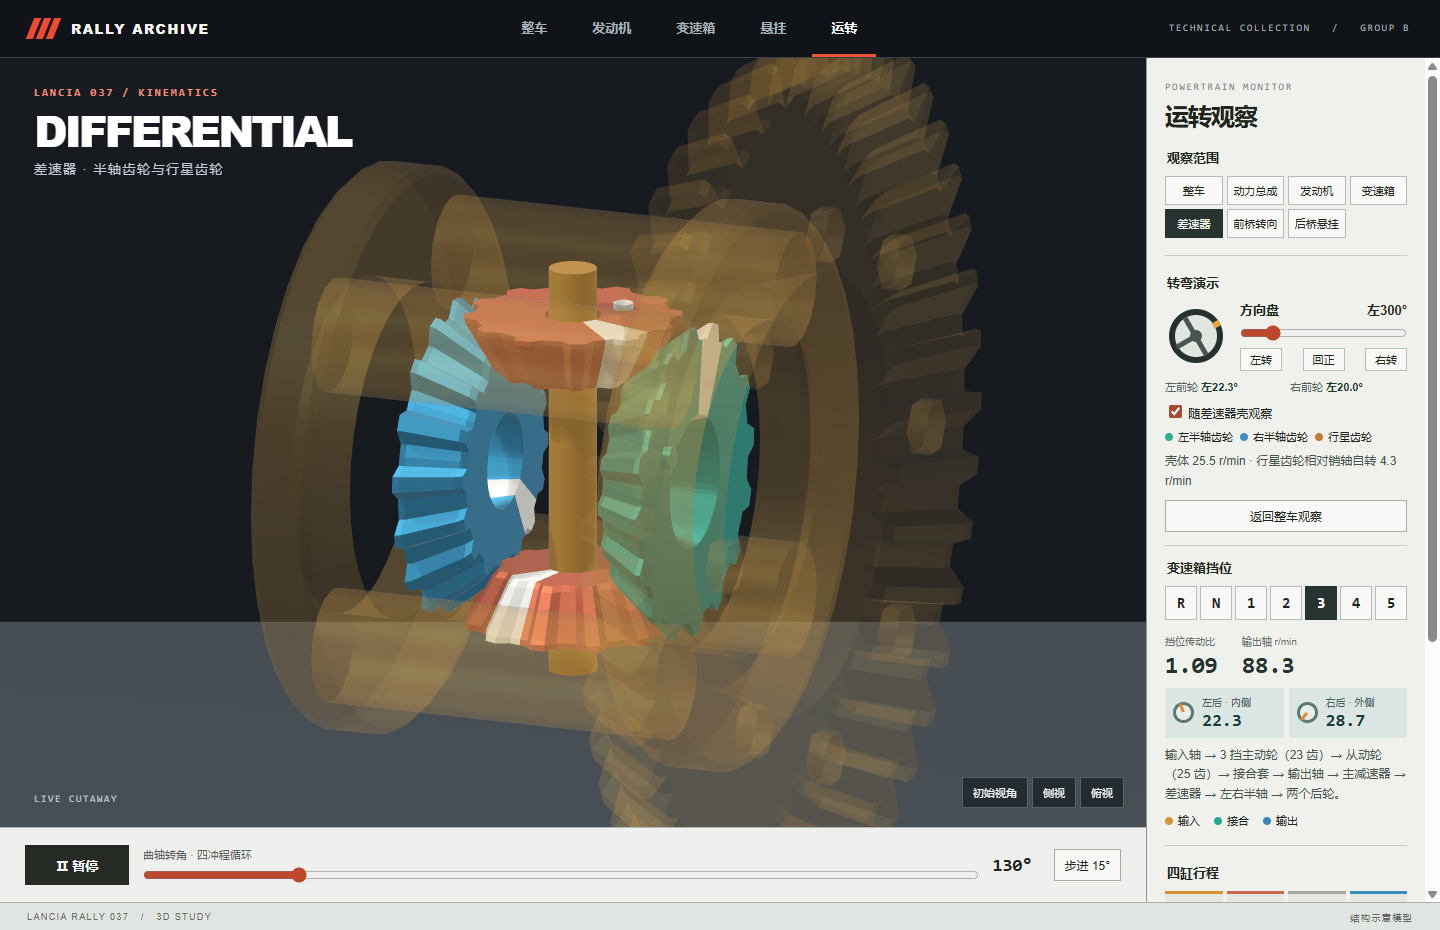 RALLY ARCHIVE
整车 发动机 变速箱 悬挂 运转
TECHNICAL COLLECTION / GROUP B
LANCIA 037 / KINEMATICS
DIFFERENTIAL
差速器 · 半轴齿轮与行星齿轮
LIVE CUTAWAY
初始视角 侧视 俯视
暂停
曲轴转角 · 四冲程循环
130°
步进 15°
POWERTRAIN MONITOR
运转观察
观察范围
整车 动力总成 发动机 变速箱
差速器 前桥转向 后桥悬挂
转弯演示
方向盘 左300°
左转 回正 右转
左前轮 左22.3° 右前轮 左20.0°
随差速器壳观察
左半轴齿轮 右半轴齿轮 行星齿轮
壳体 25.5 r/min · 行星齿轮相对销轴自转 4.3
r/min
返回整车观察
变速箱挡位
R N 1 2 3 4 5
挡位传动比 输出轴 r/min
1.09 88.3
左后 · 内侧 右后 · 外侧
22.3 28.7
输入轴 → 3 挡主动轮（23 齿）→ 从动轮
（25 齿）→ 接合套 → 输出轴 → 主减速器 →
差速器 → 左右半轴 → 两个后轮。
输入 接合 输出
四缸行程
LANCIA RALLY 037 / 3D STUDY
结构示意模型